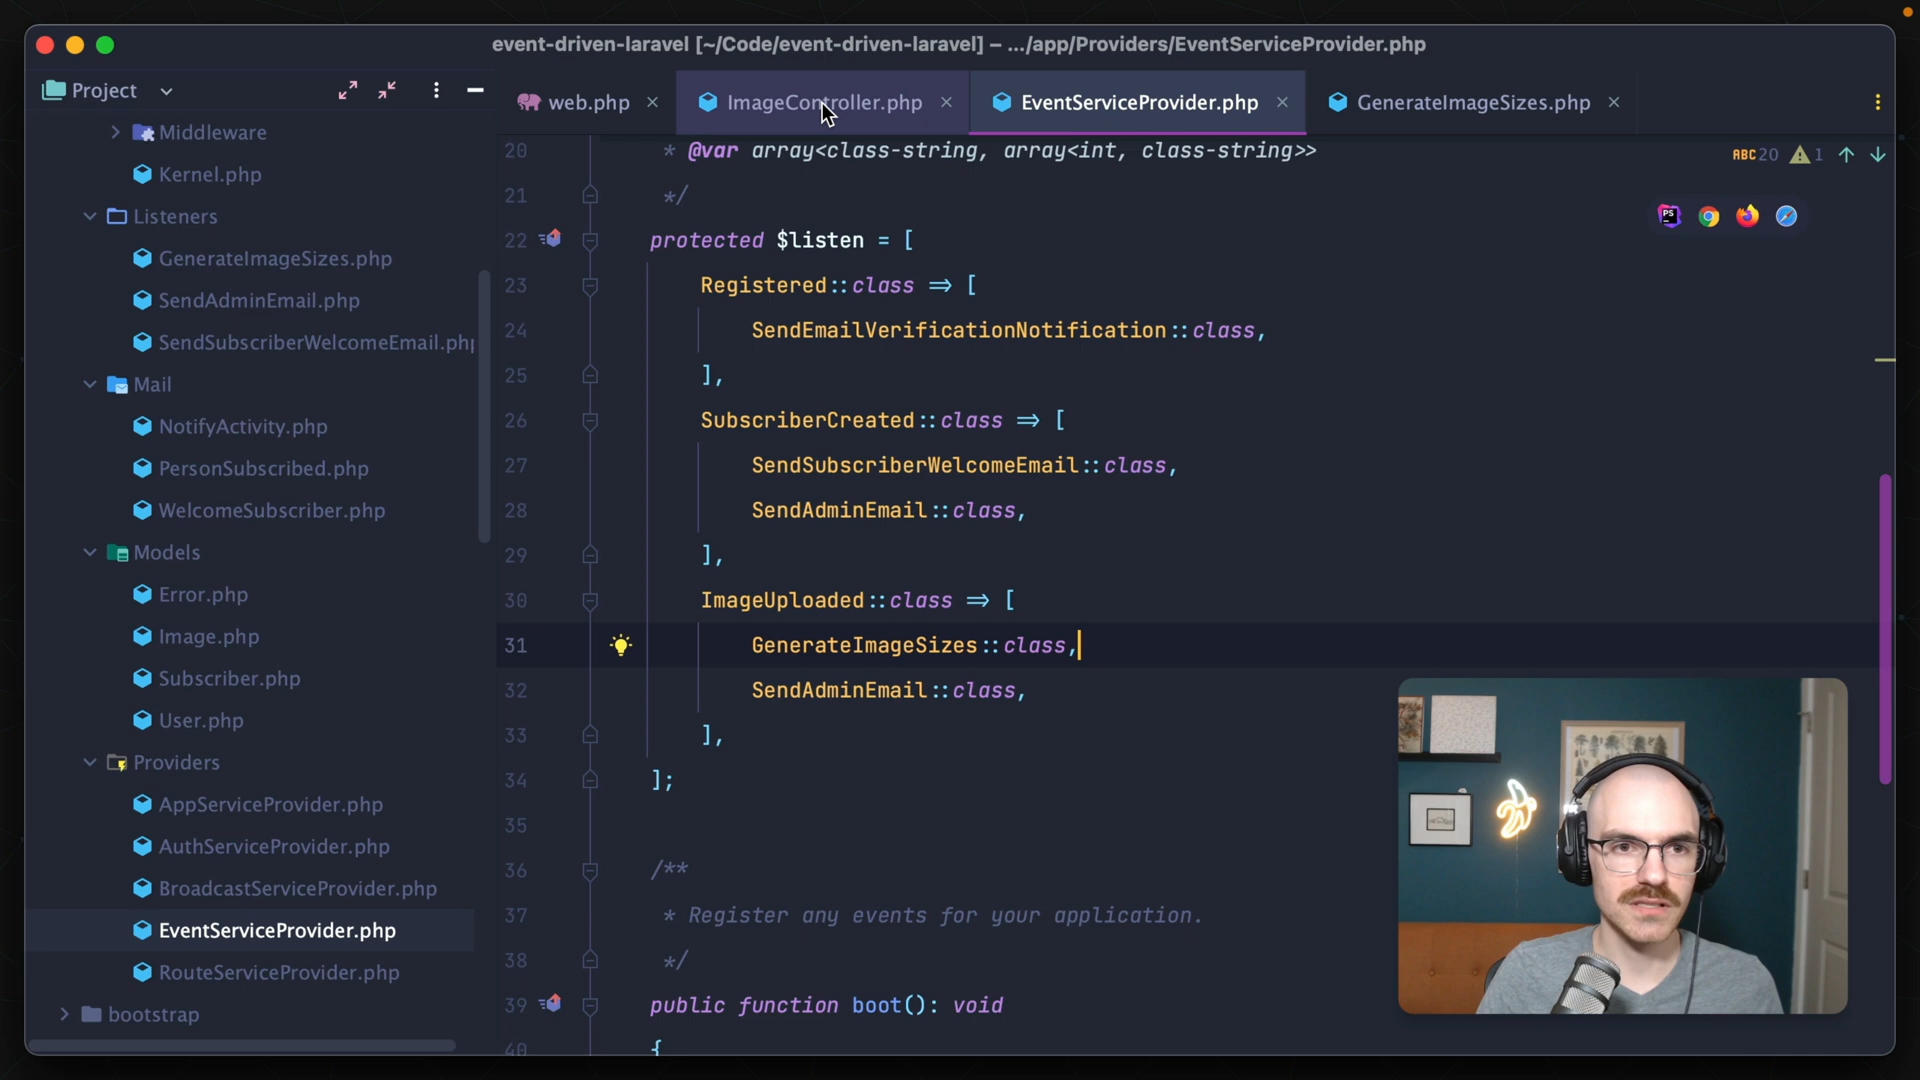 event-driven-laravel [~/Code/event-driven-laravel] – .../app/Providers/EventServiceProvider.php
Project
web.php
ImageController.php
EventServiceProvider.php
GenerateImageSizes.php
Middleware
Kernel.php
Listeners
GenerateImageSizes.php
SendAdminEmail.php
SendSubscriberWelcomeEmail.php
Mail
NotifyActivity.php
PersonSubscribed.php
WelcomeSubscriber.php
Models
Error.php
Image.php
Subscriber.php
User.php
Providers
AppServiceProvider.php
AuthServiceProvider.php
BroadcastServiceProvider.php
EventServiceProvider.php
RouteServiceProvider.php
bootstrap
ABC 20 1
PS
20 * @var array<class-string, array<int, class-string>>
21 */
22 protected $listen = [
23 Registered::class => [
24 SendEmailVerificationNotification::class,
25 ],
26 SubscriberCreated::class => [
27 SendSubscriberWelcomeEmail::class,
28 SendAdminEmail::class,
29 ],
30 ImageUploaded::class => [
31 GenerateImageSizes::class,
32 SendAdminEmail::class,
33 ],
34 ];
35
36 /**
37 * Register any events for your application.
38 */
39 public function boot(): void
40 {